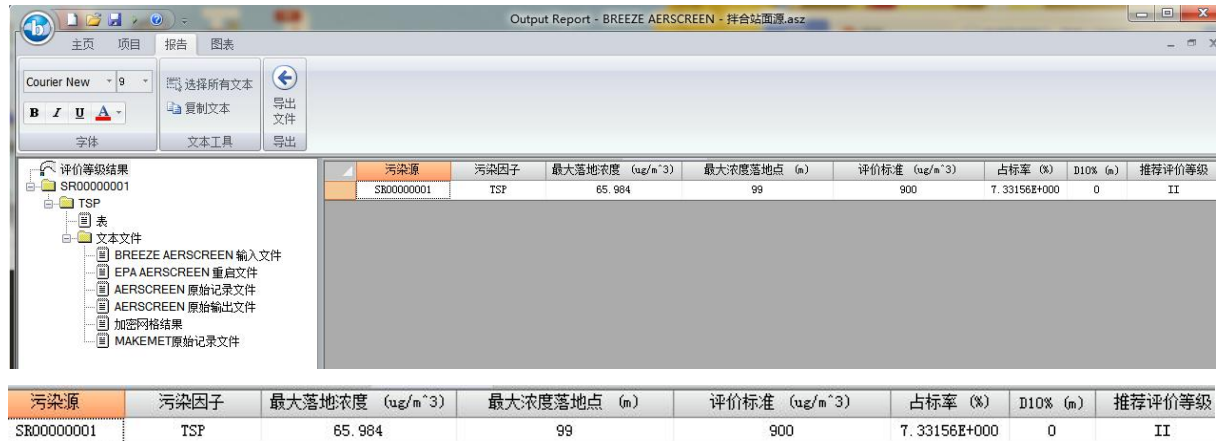 Output Report - BREEZE AERSCREEN - 拌合站面源.asz
主页 项目 报告 图表
Courier New 9
选择所有文本
B I U A
复制文本
导出
文件
字体 文本工具 导出
评价等级结果
SR00000001
TSP
表
文本文件
BREEZE AERSCREEN 输入文件
EPA AERSCREEN 重启文件
AERSCREEN 原始记录文件
AERSCREEN 原始输出文件
加密网格结果
MAKEMET原始记录文件
污染源 污染因子 最大落地浓度 (ug/m^3) 最大浓度落地点 (m) 评价标准 (ug/m^3) 占标率 (%) D10% (m) 推荐评价等级
SR00000001 TSP 65.984 99 900 7.33156E+000 0 II
污染源 污染因子 最大落地浓度 (ug/m^3) 最大浓度落地点 (m) 评价标准 (ug/m^3) 占标率 (%) D10% (m) 推荐评价等级
SR00000001 TSP 65.984 99 900 7.33156E+000 0 II